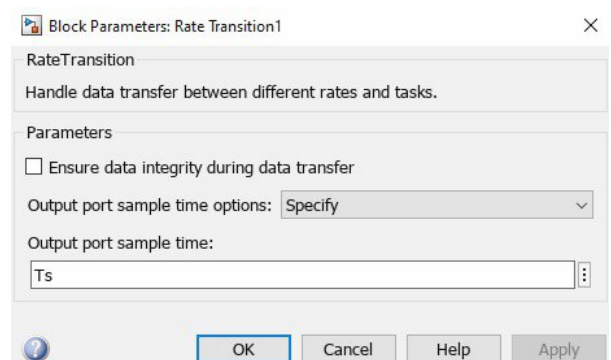 Block Parameters: Rate Transition1
RateTransition
Handle data transfer between different rates and tasks.
Parameters
Ensure data integrity during data transfer
Output port sample time options: Specify
Output port sample time:
Ts
OK Cancel Help Apply